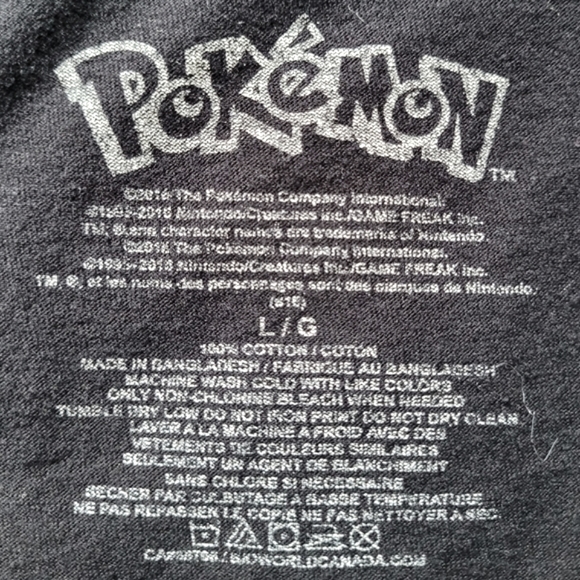 POKéMON TM
©2016 The Pokémon Company International.
©1995-2016 Nintendo/Creatures Inc./GAME FREAK inc.
TM, ® and character names are trademarks of Nintendo.
©2016 The Pokémon Company International.
©1995-2016 Nintendo/Creatures Inc./GAME FREAK inc.
TM, ®, et les noms des personnages sont des marques de Nintendo.
(s16)
L / G
100% COTTON / COTON
MADE IN BANGLADESH / FABRIQUE AU BANGLADESH
MACHINE WASH COLD WITH LIKE COLORS
ONLY NON-CHLORINE BLEACH WHEN NEEDED
TUMBLE DRY LOW DO NOT IRON PRINT DO NOT DRY CLEAN
LAVER A LA MACHINE A FROID AVEC DES
VETEMENTS DE COULEURS SIMILAIRES
SEULEMENT UN AGENT DE BLANCHIMENT
SANS CHLORE SI NECESSAIRE
SECHER PAR CULBUTAGE A BASSE TEMPERATURE
NE PAS REPASSER LE COPIE NE PAS NETTOYER A SEC.
BIOWORLDCANADA.COM